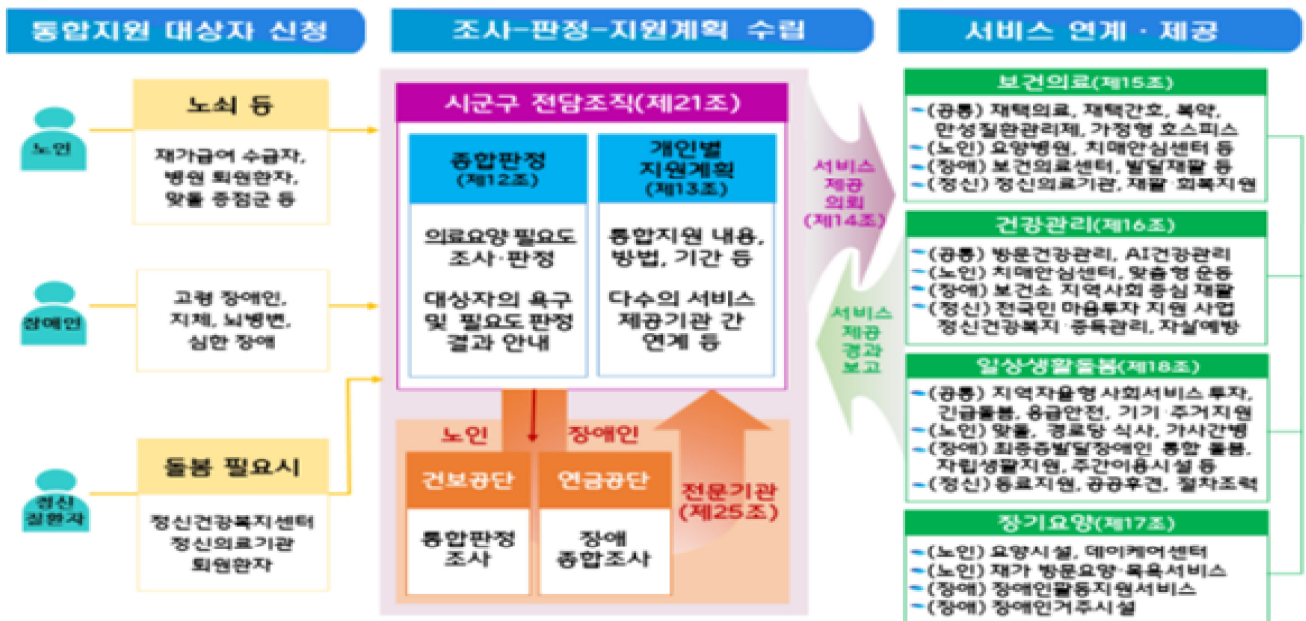 통합지원 대상자 신청
노인
노쇠 등
재가급여 수급자,
병원 퇴원환자,
맞돌 중점군 등
장애인
고령 장애인,
지체, 뇌병변,
심한 장애
정신
질환자
돌봄 필요시
정신건강복지센터
정신의료기관
퇴원환자
조사-판정-지원계획 수립
시군구 전담조직(제21조)
종합판정
(제12조)
의료요양 필요도
조사·판정
대상자의 욕구
및 필요도 판정
결과 안내
개인별
지원계획
(제13조)
통합지원 내용,
방법, 기간 등
다수의 서비스
제공기관 간
연계 등
노인
장애인
건보공단
통합판정
조사
연금공단
장애
종합조사
전문기관
(제25조)
서비스
제공
의뢰
(제14조)
서비스
제공
경과
보고
서비스 연계·제공
보건의료(제15조)
(공통) 재택의료, 재택간호, 복약,
만성질환관리제, 가정형 호스피스
(노인) 요양병원, 치매안심센터 등
(장애) 보건의료센터, 발달재활 등
(정신) 정신의료기관, 재활·회복지원
건강관리(제16조)
(공통) 방문건강관리, AI건강관리
(노인) 치매안심센터, 맞춤형 운동
(장애) 보건소 지역사회 중심 재활
(정신) 전국민 마음투자 지원 사업
정신건강복지·중독관리, 자살예방
일상생활돌봄(제18조)
(공통) 지역자율형 사회서비스 투자,
긴급돌봄, 응급안전, 기기·주거지원
(노인) 맞돌, 경로당 식사, 가사간병
(장애) 최중증발달장애인 통합 돌봄,
자립생활지원, 주간이용시설 등
(정신) 동료지원, 공공후견, 절차조력
장기요양(제17조)
(노인) 요양시설, 데이케어센터
(노인) 재가 방문요양·목욕서비스
(장애) 장애인활동지원서비스
(장애) 장애인거주시설